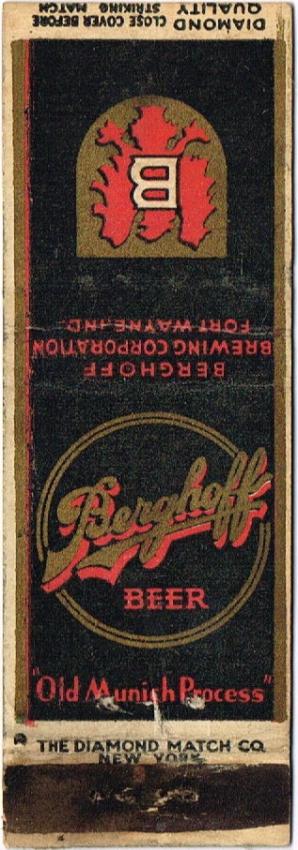 DIAMOND
QUALITY
CLOSE COVER BEFORE
STRIKING MATCH
B
BERGHOFF
BREWING CORPORATION
FORT WAYNE, IND.
Berghoff
BEER
"Old Munich Process"
THE DIAMOND MATCH CO.
NEW YORK